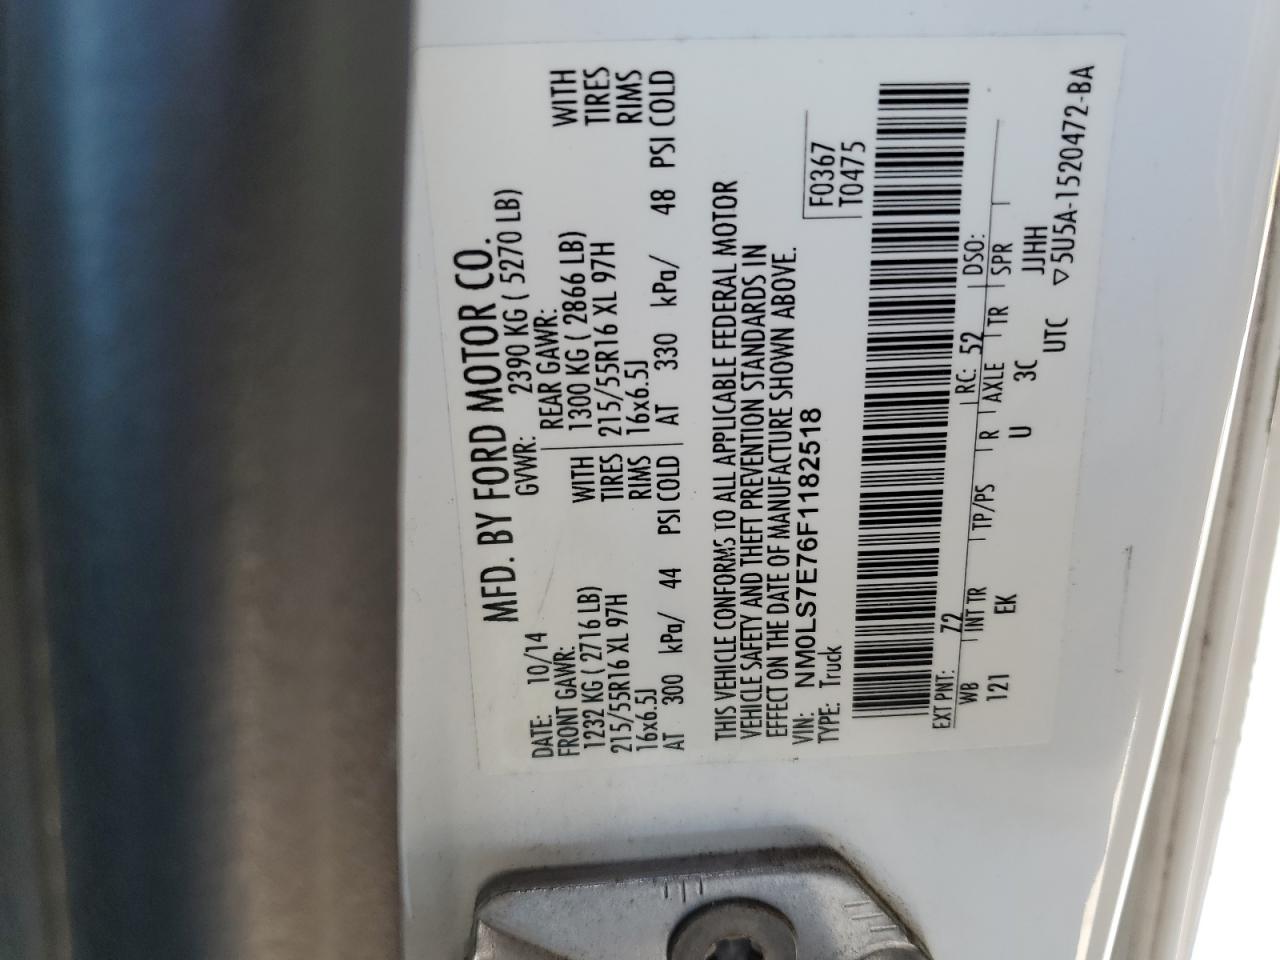 MFD. BY FORD MOTOR CO.
DATE: 10/14 GVWR: 2390 KG ( 5270 LB)
FRONT GAWR: REAR GAWR:
1232 KG ( 2716 LB) WITH 1300 KG ( 2866 LB) WITH
215/55R16 XL 97H TIRES 215/55R16 XL 97H TIRES
16x6.5J RIMS 16x6.5J RIMS
AT 300 kPa/ 44 PSI COLD AT 330 kPa/ 48 PSI COLD
THIS VEHICLE CONFORMS TO ALL APPLICABLE FEDERAL MOTOR
VEHICLE SAFETY AND THEFT PREVENTION STANDARDS IN
EFFECT ON THE DATE OF MANUFACTURE SHOWN ABOVE.
VIN: NM0LS7E76F1182518 F0367
TYPE: Truck T0475
EXT PNT: Z2 RC: 52 DSO:
WB INT TR TP/PS R AXLE TR SPR
121 EK U 3C JJHH
UTC ▽5U5A-1520472-BA